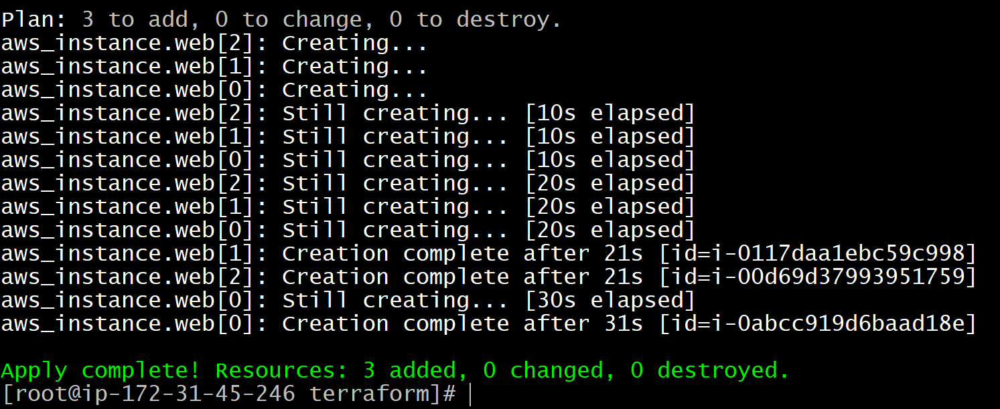 Plan: 3 to add, 0 to change, 0 to destroy.
aws_instance.web[2]: Creating...
aws_instance.web[1]: Creating...
aws_instance.web[0]: Creating...
aws_instance.web[2]: Still creating... [10s elapsed]
aws_instance.web[1]: Still creating... [10s elapsed]
aws_instance.web[0]: Still creating... [10s elapsed]
aws_instance.web[2]: Still creating... [20s elapsed]
aws_instance.web[1]: Still creating... [20s elapsed]
aws_instance.web[0]: Still creating... [20s elapsed]
aws_instance.web[1]: Creation complete after 21s [id=i-0117daa1ebc59c998]
aws_instance.web[2]: Creation complete after 21s [id=i-00d69d37993951759]
aws_instance.web[0]: Still creating... [30s elapsed]
aws_instance.web[0]: Creation complete after 31s [id=i-0abcc919d6baad18e]
Apply complete! Resources: 3 added, 0 changed, 0 destroyed.
[root@ip-172-31-45-246 terraform]#